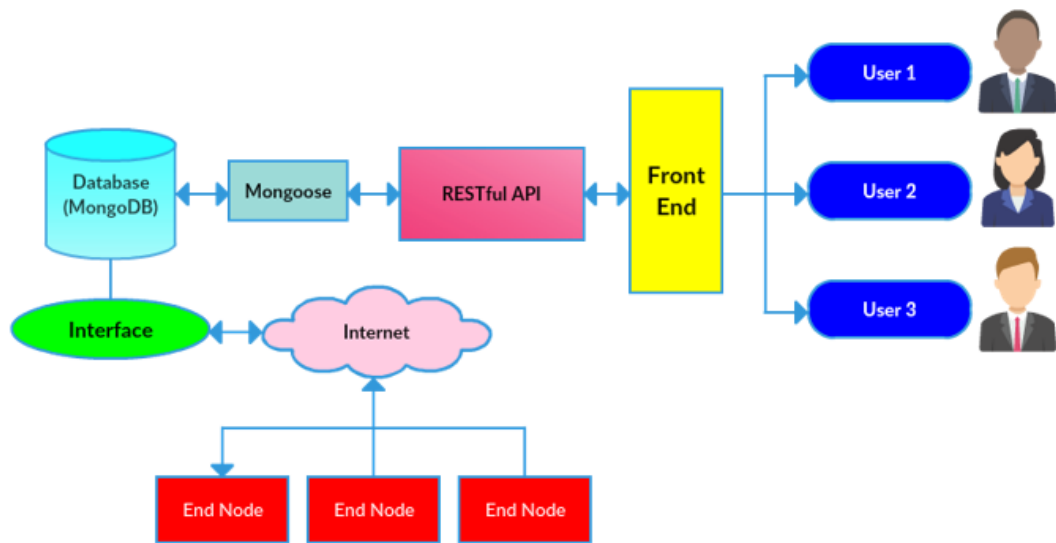 User 1
Database
(MongoDB)
Mongoose
RESTful API
Front
End
User 2
Interface
Internet
User 3
End Node
End Node
End Node